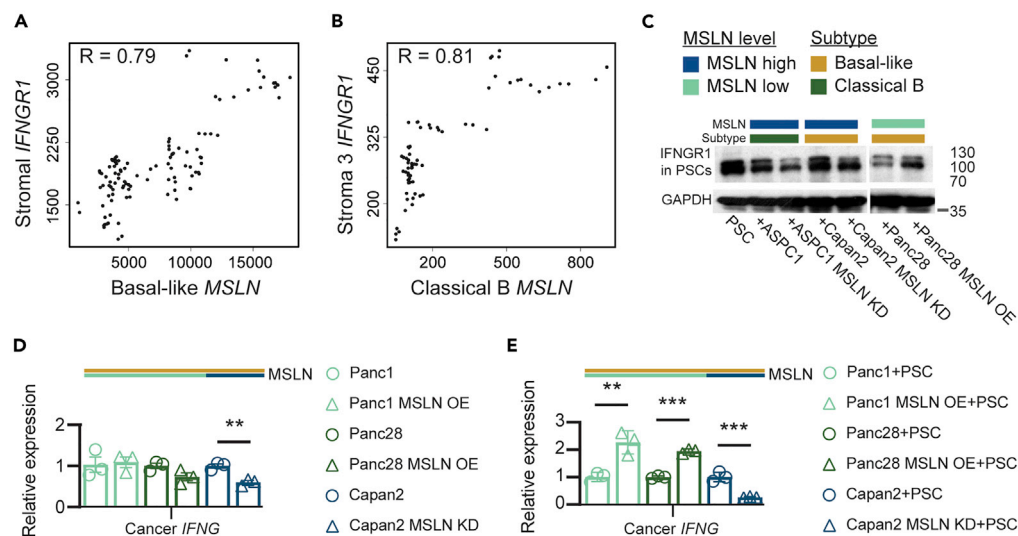 A
R = 0.79
Stromal IFNGR1
3000
2250
1500
5000
10000
15000
Basal-like MSLN
B
R = 0.81
Stroma 3 IFNGR1
450
325
200
200
500
800
Classical B MSLN
C
MSLN level
Subtype
MSLN high
Basal-like
MSLN low
Classical B
MSLN
Subtype
IFNGR1
in PSCs
130
100
70
GAPDH
35
PSC
+ASPC1
+ASPC1 MSLN KD
+Capan2
+Capan2 MSLN KD
+Panc28
+Panc28 MSLN OE
D
MSLN
Relative expression
2
1
0
**
Cancer IFNG
Panc1
Panc1 MSLN OE
Panc28
Panc28 MSLN OE
Capan2
Capan2 MSLN KD
E
MSLN
Relative expression
3
2
1
0
**
***
***
Cancer IFNG
Panc1+PSC
Panc1 MSLN OE+PSC
Panc28+PSC
Panc28 MSLN OE+PSC
Capan2+PSC
Capan2 MSLN KD+PSC